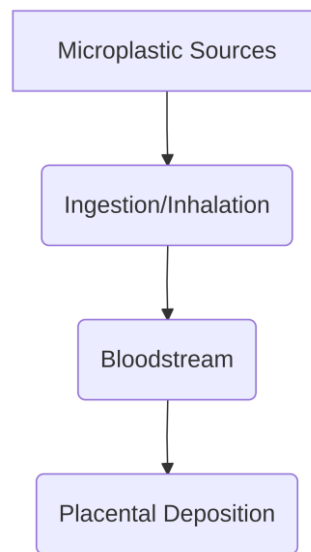 Microplastic Sources
Ingestion/Inhalation
Bloodstream
Placental Deposition